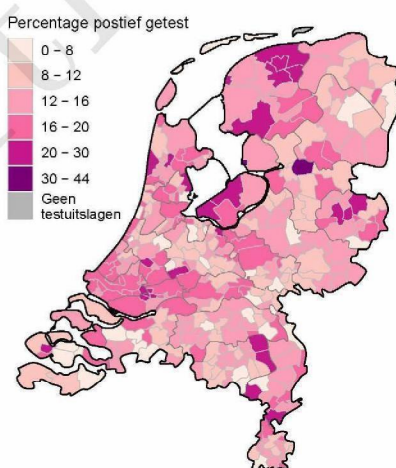 Percentage postief getest
0 – 8
8 – 12
12 – 16
16 – 20
20 – 30
30 – 44
Geen
testuitslagen